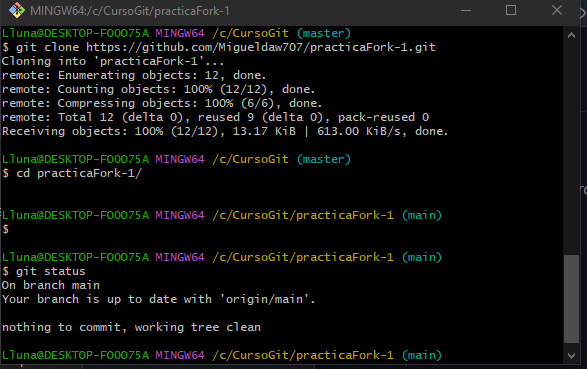 MINGW64:/c/CursoGit/practicaFork-1
Lluna@DESKTOP-FOOO75A MINGW64 /c/CursoGit (master)
$ git clone https://github.com/Migueldaw707/practicaFork-1.git
Cloning into 'practicaFork-1'...
remote: Enumerating objects: 12, done.
remote: Counting objects: 100% (12/12), done.
remote: Compressing objects: 100% (6/6), done.
remote: Total 12 (delta 0), reused 9 (delta 0), pack-reused 0
Receiving objects: 100% (12/12), 13.17 KiB | 613.00 KiB/s, done.
Lluna@DESKTOP-FOOO75A MINGW64 /c/CursoGit (master)
$ cd practicaFork-1/
Lluna@DESKTOP-FOOO75A MINGW64 /c/CursoGit/practicaFork-1 (main)
$
Lluna@DESKTOP-FOOO75A MINGW64 /c/CursoGit/practicaFork-1 (main)
$ git status
On branch main
Your branch is up to date with 'origin/main'.
nothing to commit, working tree clean
Lluna@DESKTOP-FOOO75A MINGW64 /c/CursoGit/practicaFork-1 (main)